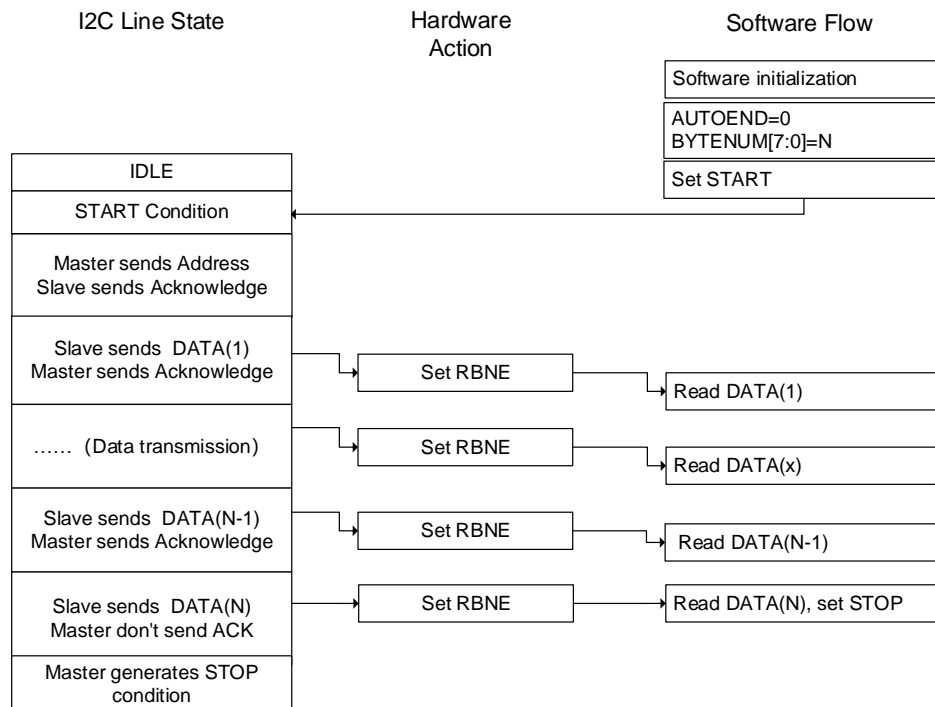 I2C Line State
Hardware
Action
Software Flow
Software initialization
AUTOEND=0
BYTENUM[7:0]=N
Set START
IDLE
START Condition
Master sends Address
Slave sends Acknowledge
Slave sends DATA(1)
Master sends Acknowledge
Set RBNE
Read DATA(1)
...... (Data transmission)
Set RBNE
Read DATA(x)
Slave sends DATA(N-1)
Master sends Acknowledge
Set RBNE
Read DATA(N-1)
Slave sends DATA(N)
Master don't send ACK
Set RBNE
Read DATA(N), set STOP
Master generates STOP
condition